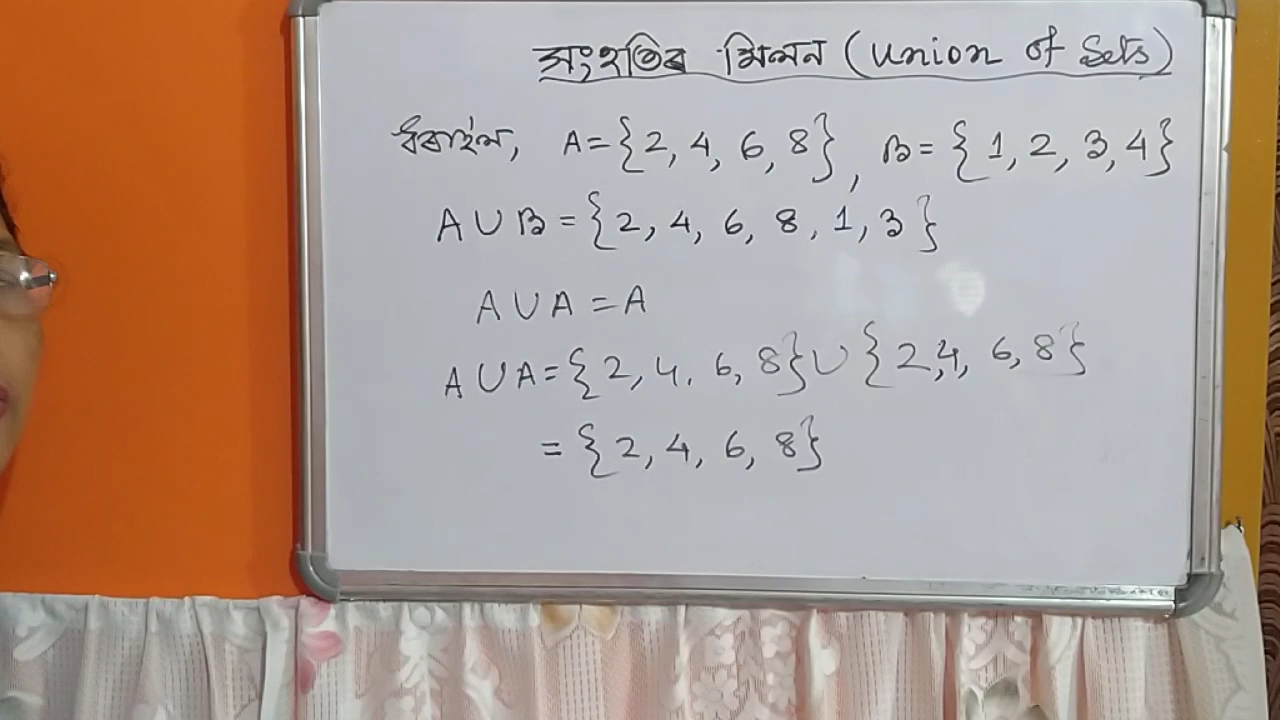 সংহতিৰ মিলন (Union of Sets)
ধৰাহ'ল, A={2, 4, 6, 8}, B={1, 2, 3, 4}
A∪B={2, 4, 6, 8, 1, 3}
A∪A=A
A∪A={2, 4, 6, 8}∪{2,4, 6, 8}
={2, 4, 6, 8}